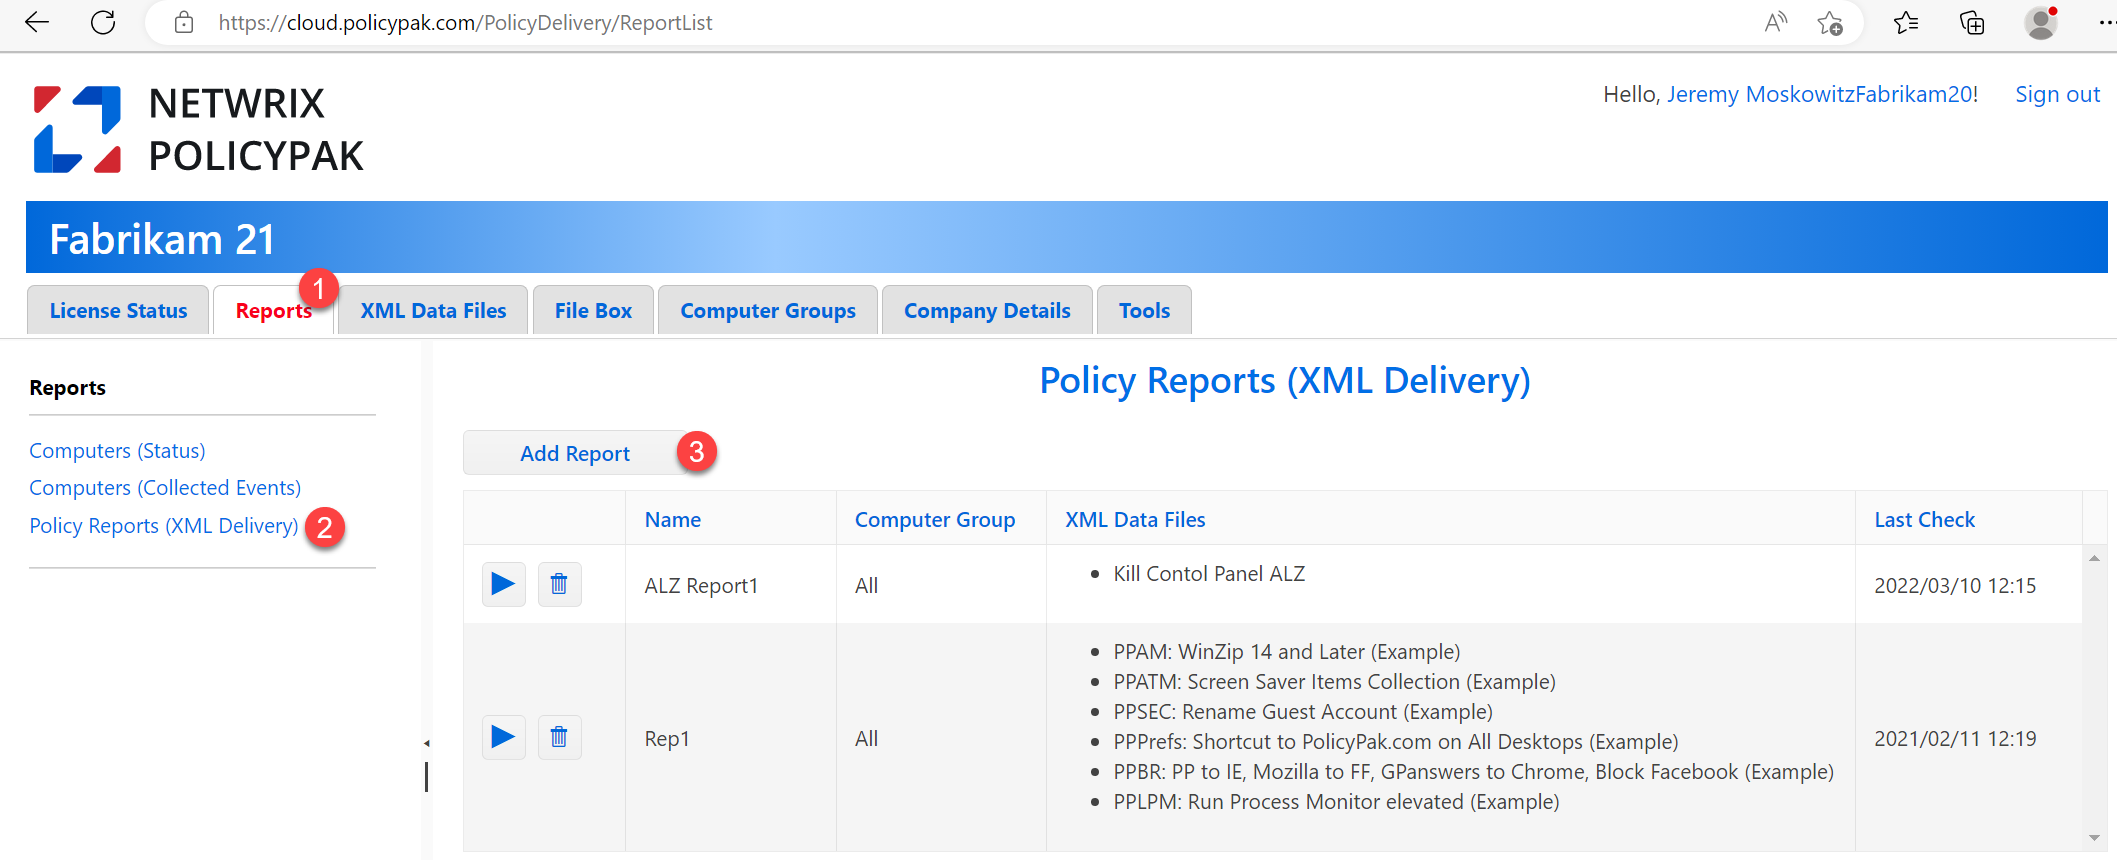 https://cloud.policypak.com/PolicyDelivery/ReportList
NETWRIX
POLICYPAK
Hello, Jeremy MoskowitzFabrikam20! Sign out
Fabrikam 21
License Status Reports 1 XML Data Files File Box Computer Groups Company Details Tools
Reports
Computers (Status)
Computers (Collected Events)
Policy Reports (XML Delivery) 2
Policy Reports (XML Delivery)
Add Report 3
Name Computer Group XML Data Files Last Check
ALZ Report1 All • Kill Contol Panel ALZ 2022/03/10 12:15
Rep1 All
• PPAM: WinZip 14 and Later (Example)
• PPATM: Screen Saver Items Collection (Example)
• PPSEC: Rename Guest Account (Example)
• PPPrefs: Shortcut to PolicyPak.com on All Desktops (Example)
• PPBR: PP to IE, Mozilla to FF, GPanswers to Chrome, Block Facebook (Example)
• PPLPM: Run Process Monitor elevated (Example)
2021/02/11 12:19